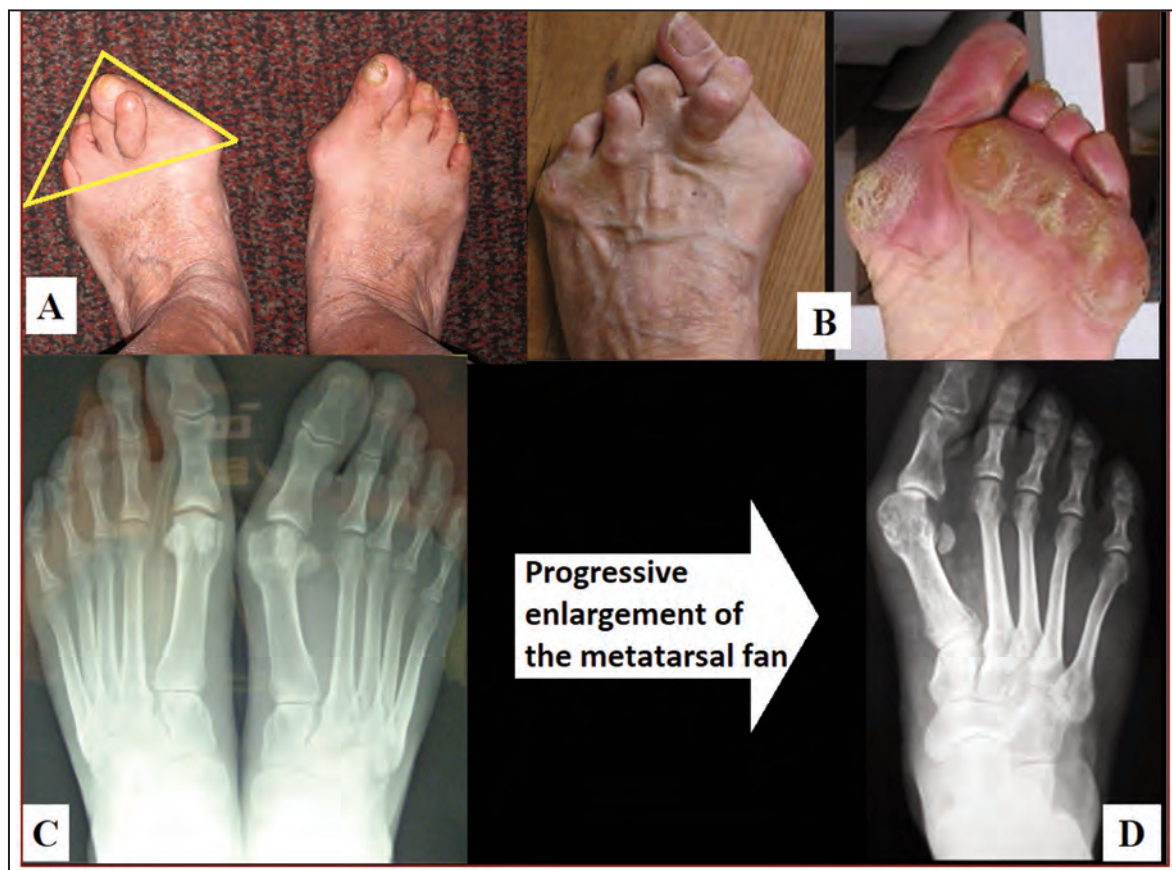 A
B
Progressive
enlargement of
the metatarsal fan
C
D